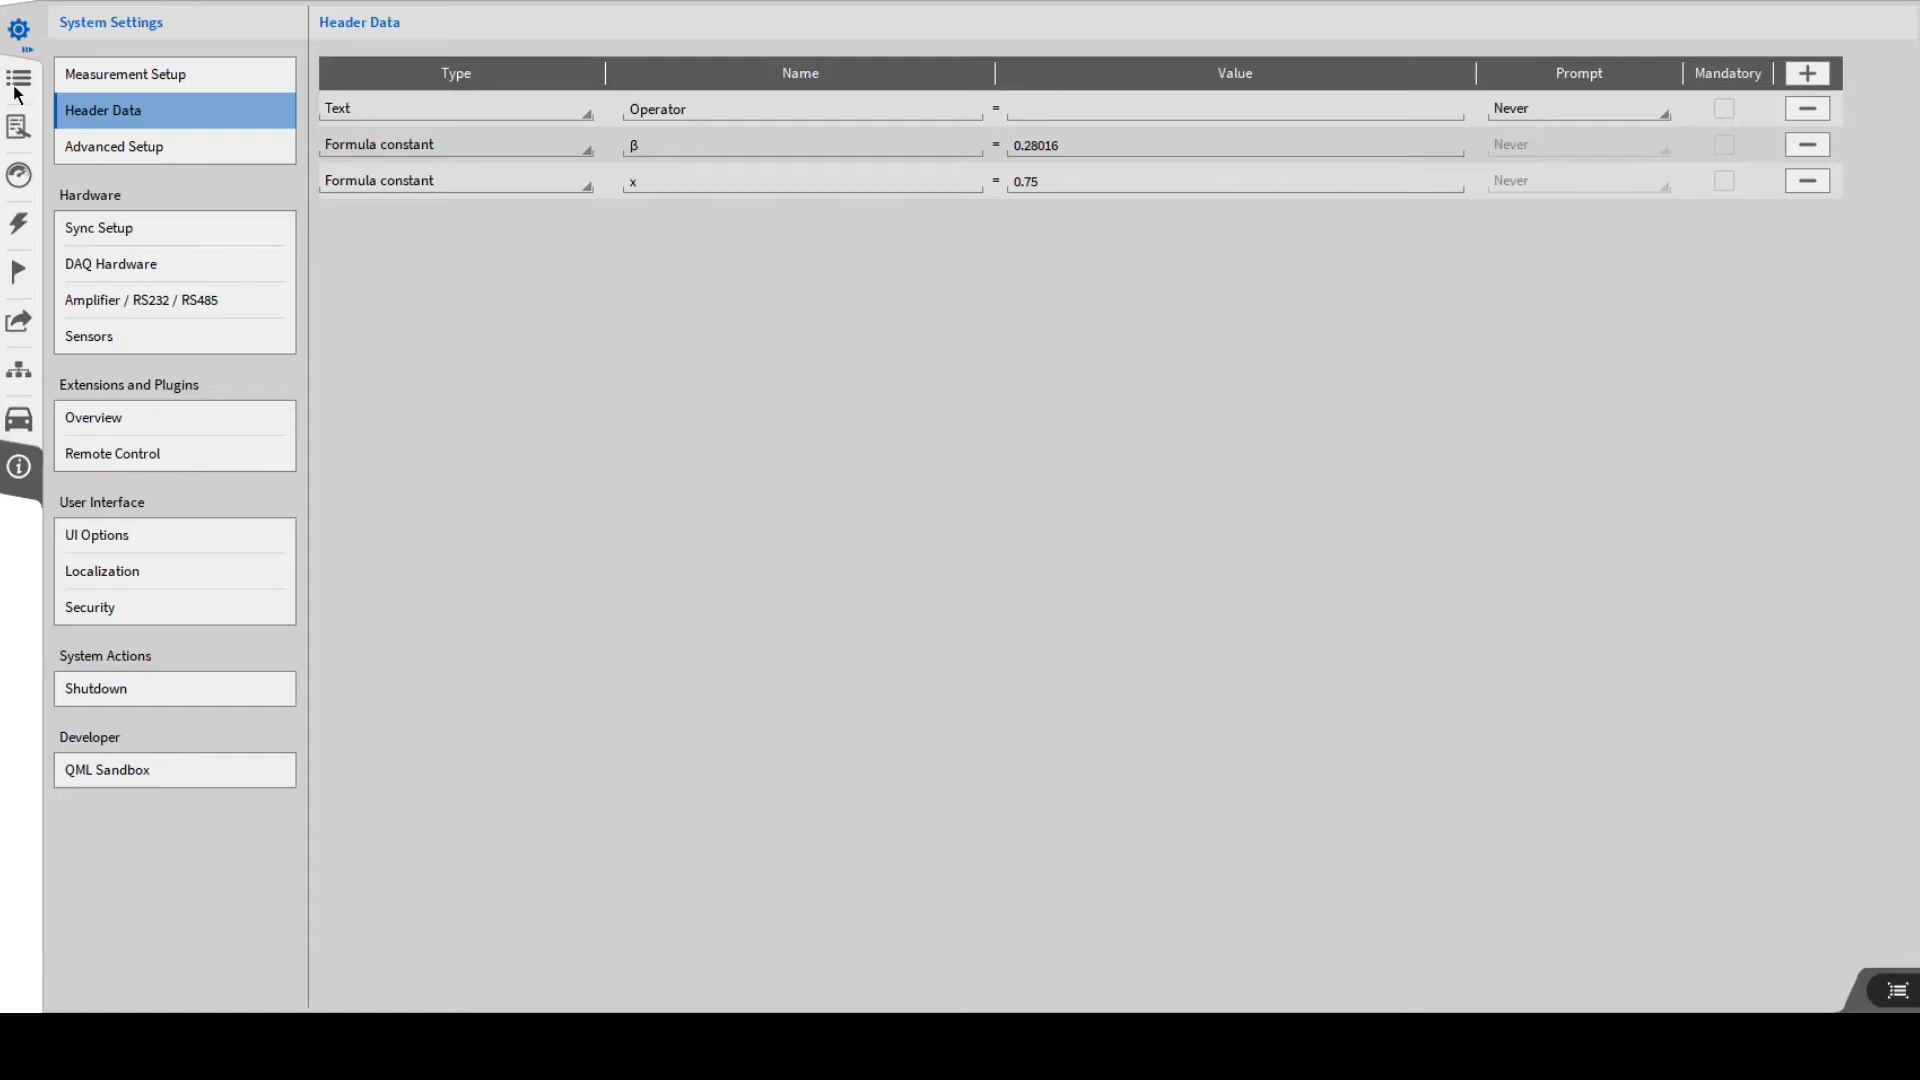 System Settings
Header Data
Measurement Setup
Header Data
Advanced Setup
Hardware
Sync Setup
DAQ Hardware
Amplifier / RS232 / RS485
Sensors
Extensions and Plugins
Overview
Remote Control
User Interface
UI Options
Localization
Security
System Actions
Shutdown
Developer
QML Sandbox
Type Name Value Prompt Mandatory
Text Operator = Never
Formula constant β = 0.28016 Never
Formula constant x = 0.75 Never